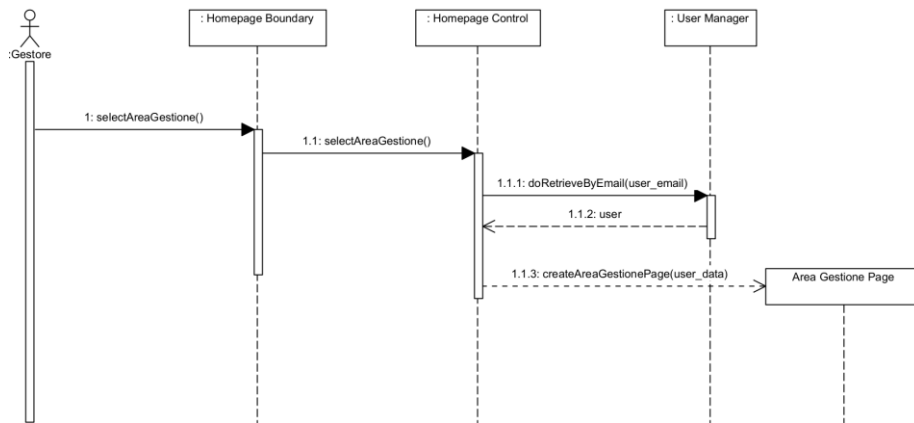 : Homepage Boundary
: Homepage Control
: User Manager
:Gestore
1: selectAreaGestione()
1.1: selectAreaGestione()
1.1.1: doRetrieveByEmail(user_email)
1.1.2: user
1.1.3: createAreaGestionePage(user_data)
Area Gestione Page